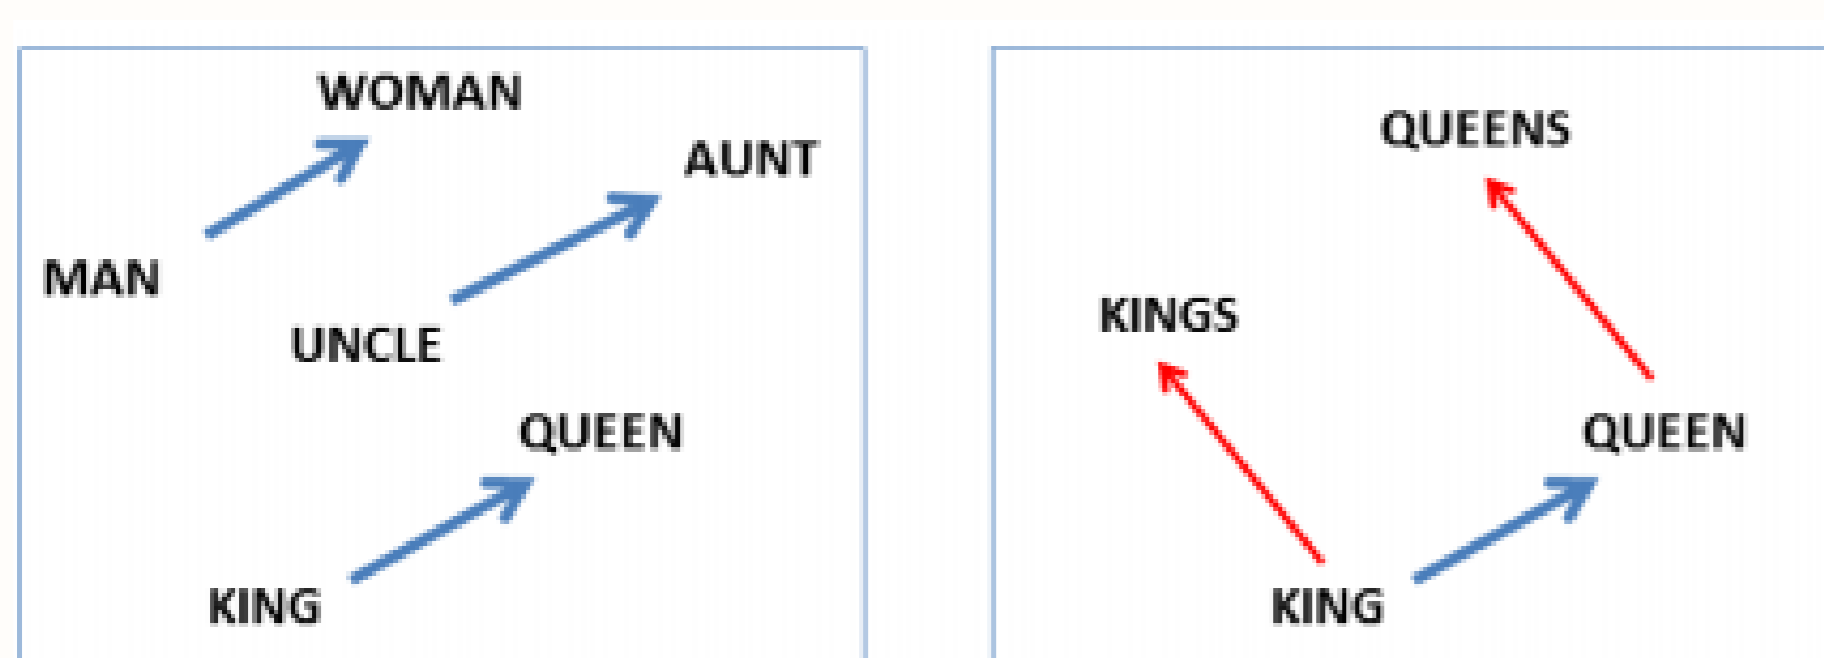 WOMAN
AUNT
MAN
UNCLE
QUEEN
KING
QUEENS
KINGS
QUEEN
KING